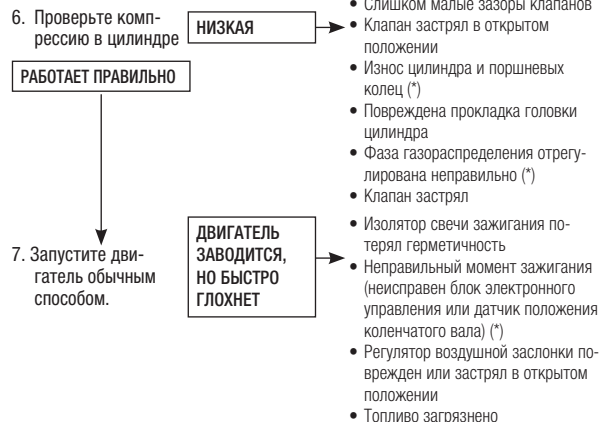 6. Проверьте комп-
рессию в цилиндре
НИЗКАЯ
• Слишком малые зазоры клапанов
• Клапан застрял в открытом
положении
• Износ цилиндра и поршневых
колец (*)
• Повреждена прокладка головки
цилиндра
• Фаза газораспределения отрегу-
лирована неправильно (*)
• Клапан застрял
РАБОТАЕТ ПРАВИЛЬНО
7. Запустите дви-
гатель обычным
способом.
ДВИГАТЕЛЬ
ЗАВОДИТСЯ,
НО БЫСТРО
ГЛОХНЕТ
• Изолятор свечи зажигания по-
терял герметичность
• Неправильный момент зажигания
(неисправен блок электронного
управления или датчик положения
коленчатого вала) (*)
• Регулятор воздушной заслонки по-
врежден или застрял в открытом
положении
• Топливо загрязнено